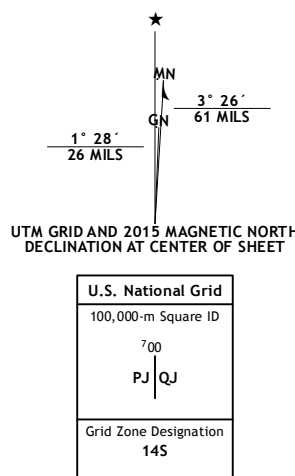 ★
MN
3° 26´
61 MILS
GN
1° 28´
26 MILS
UTM GRID AND 2015 MAGNETIC NORTH
DECLINATION AT CENTER OF SHEET
U.S. National Grid
100,000-m Square ID
⁷00
PJ QJ
Grid Zone Designation
14S